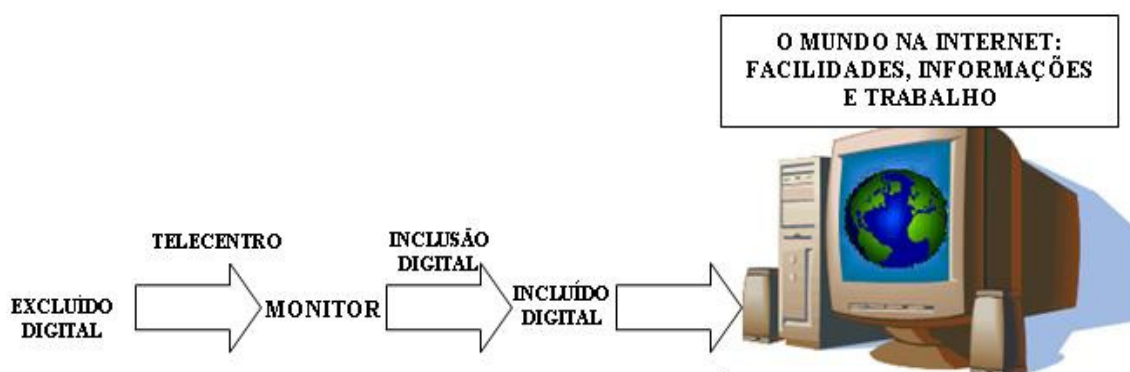 O MUNDO NA INTERNET:
FACILIDADES, INFORMAÇÕES
E TRABALHO
TELECENTRO
INCLUSÃO
DIGITAL
EXCLUÍDO
DIGITAL
MONITOR
INCLUÍDO
DIGITAL